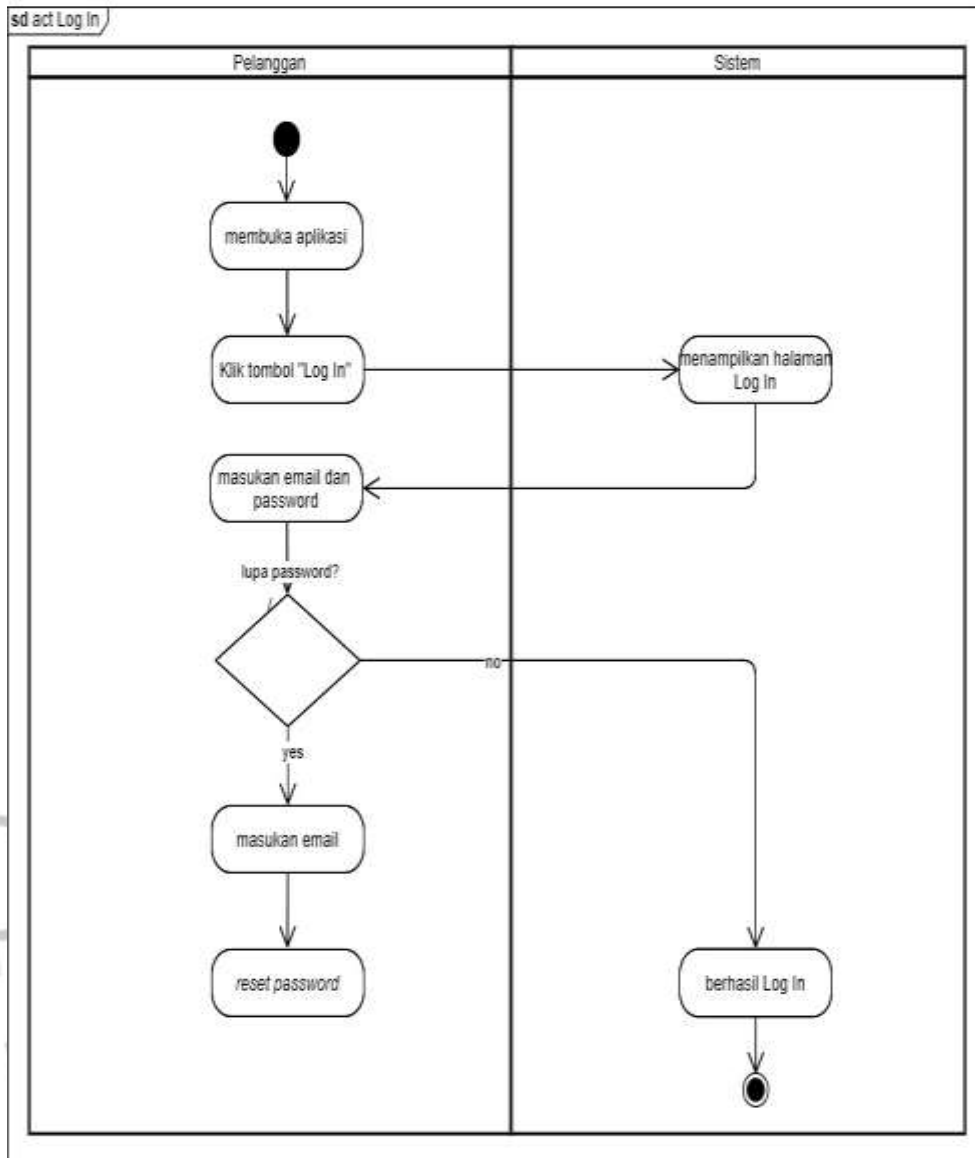 sd act Log In
Pelanggan
Sistem
membuka aplikasi
Klik tombol "Log In"
menampilkan halaman
Log In
masukan email dan
password
lupa password?
no
yes
masukan email
reset password
berhasil Log In